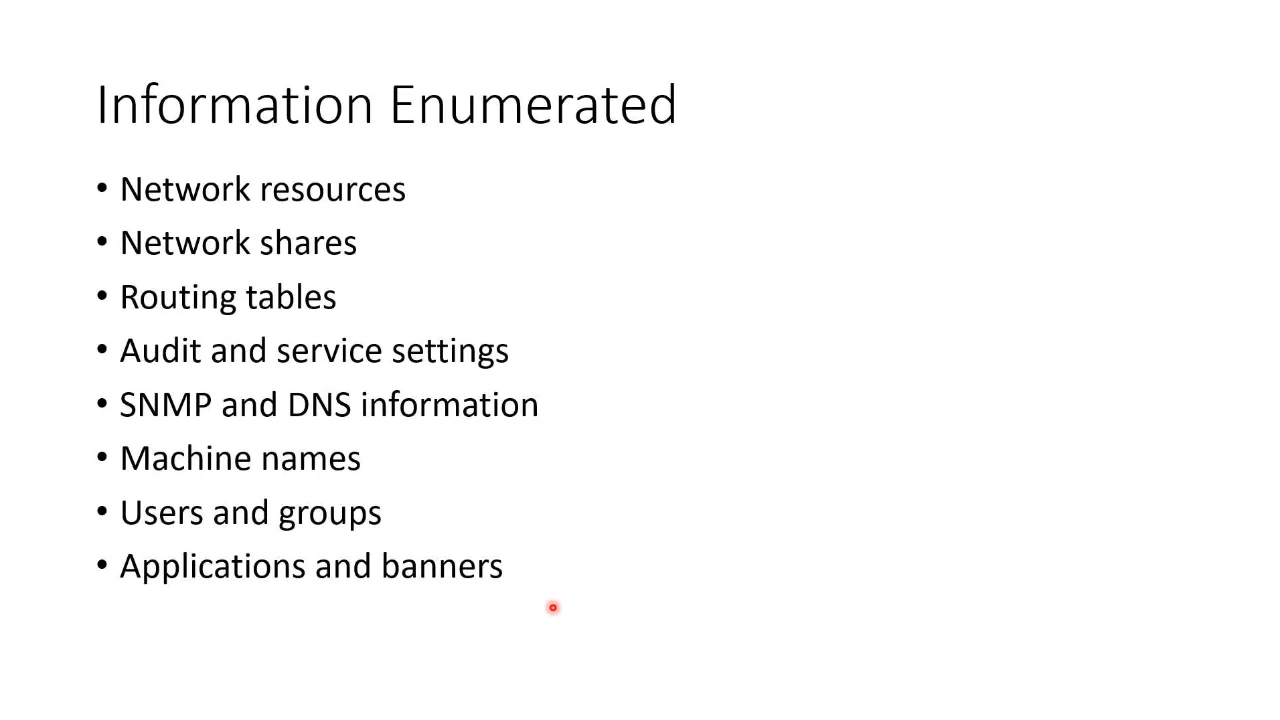 Information Enumerated
• Network resources
• Network shares
• Routing tables
• Audit and service settings
• SNMP and DNS information
• Machine names
• Users and groups
• Applications and banners